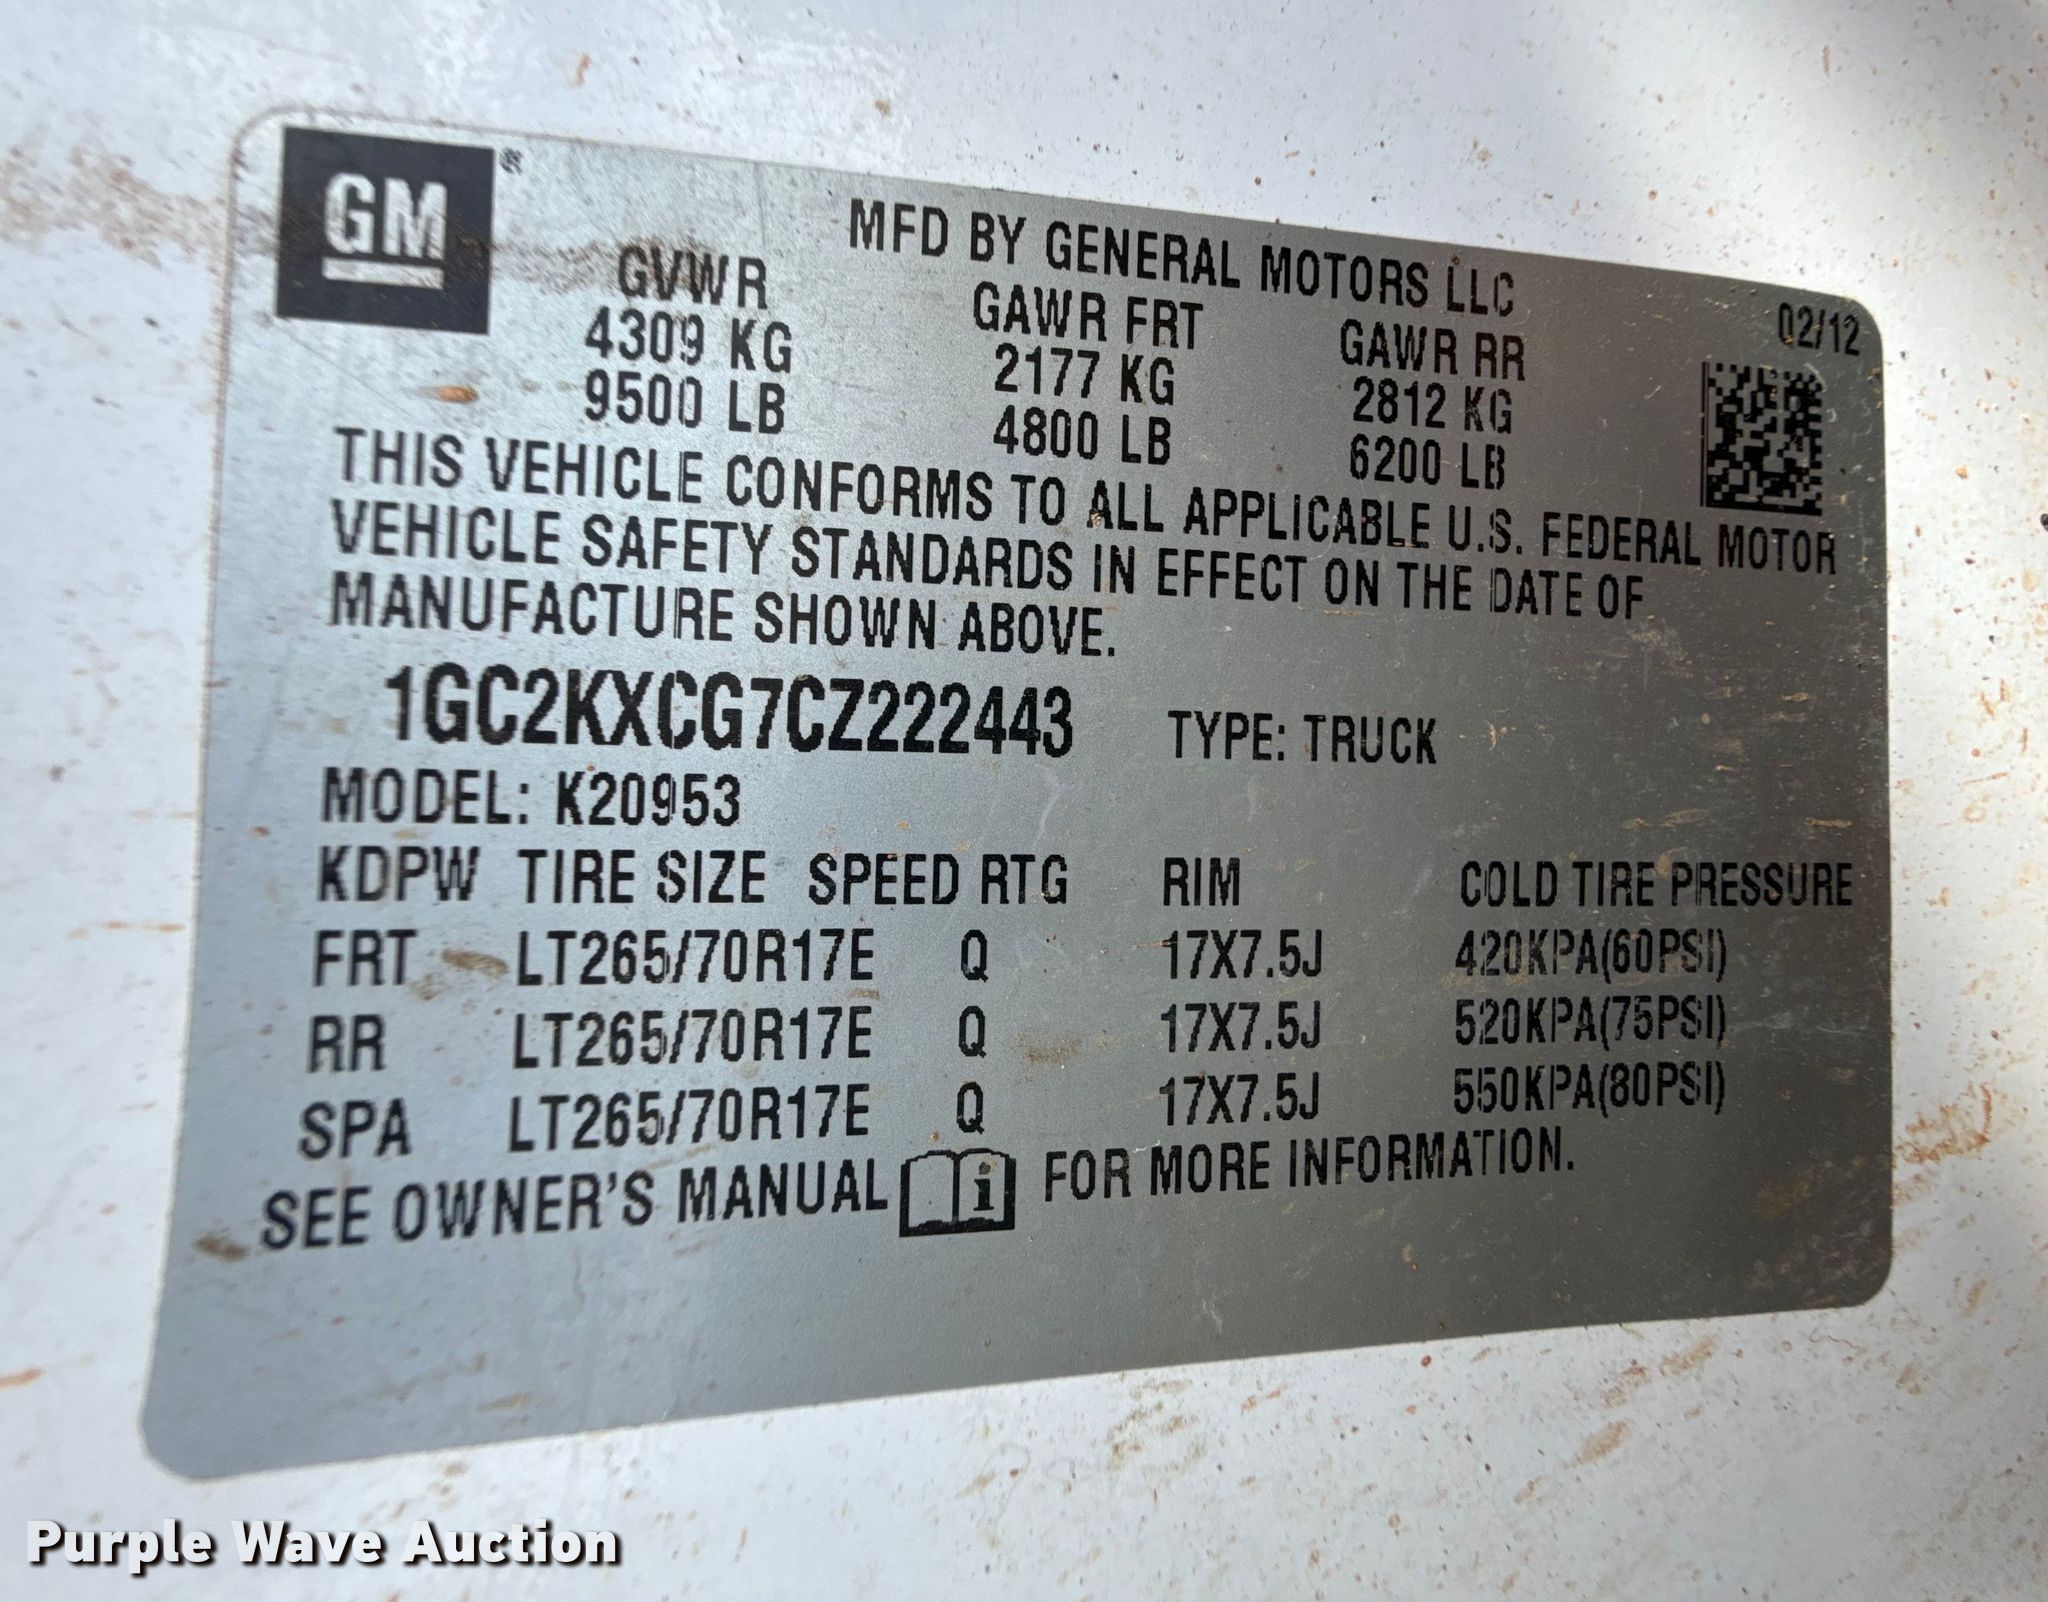 GM
MFD BY GENERAL MOTORS LLC
02/12
GVWR GAWR FRT GAWR RR
4309 KG 2177 KG 2812 KG
9500 LB 4800 LB 6200 LB
THIS VEHICLE CONFORMS TO ALL APPLICABLE U.S. FEDERAL MOTOR
VEHICLE SAFETY STANDARDS IN EFFECT ON THE DATE OF
MANUFACTURE SHOWN ABOVE.
1GC2KXCG7CZ222443 TYPE: TRUCK
MODEL: K20953
KDPW TIRE SIZE SPEED RTG RIM COLD TIRE PRESSURE
FRT LT265/70R17E Q 17X7.5J 420KPA(60PSI)
RR LT265/70R17E Q 17X7.5J 520KPA(75PSI)
SPA LT265/70R17E Q 17X7.5J 550KPA(80PSI)
SEE OWNER'S MANUAL i FOR MORE INFORMATION.
Purple Wave Auction